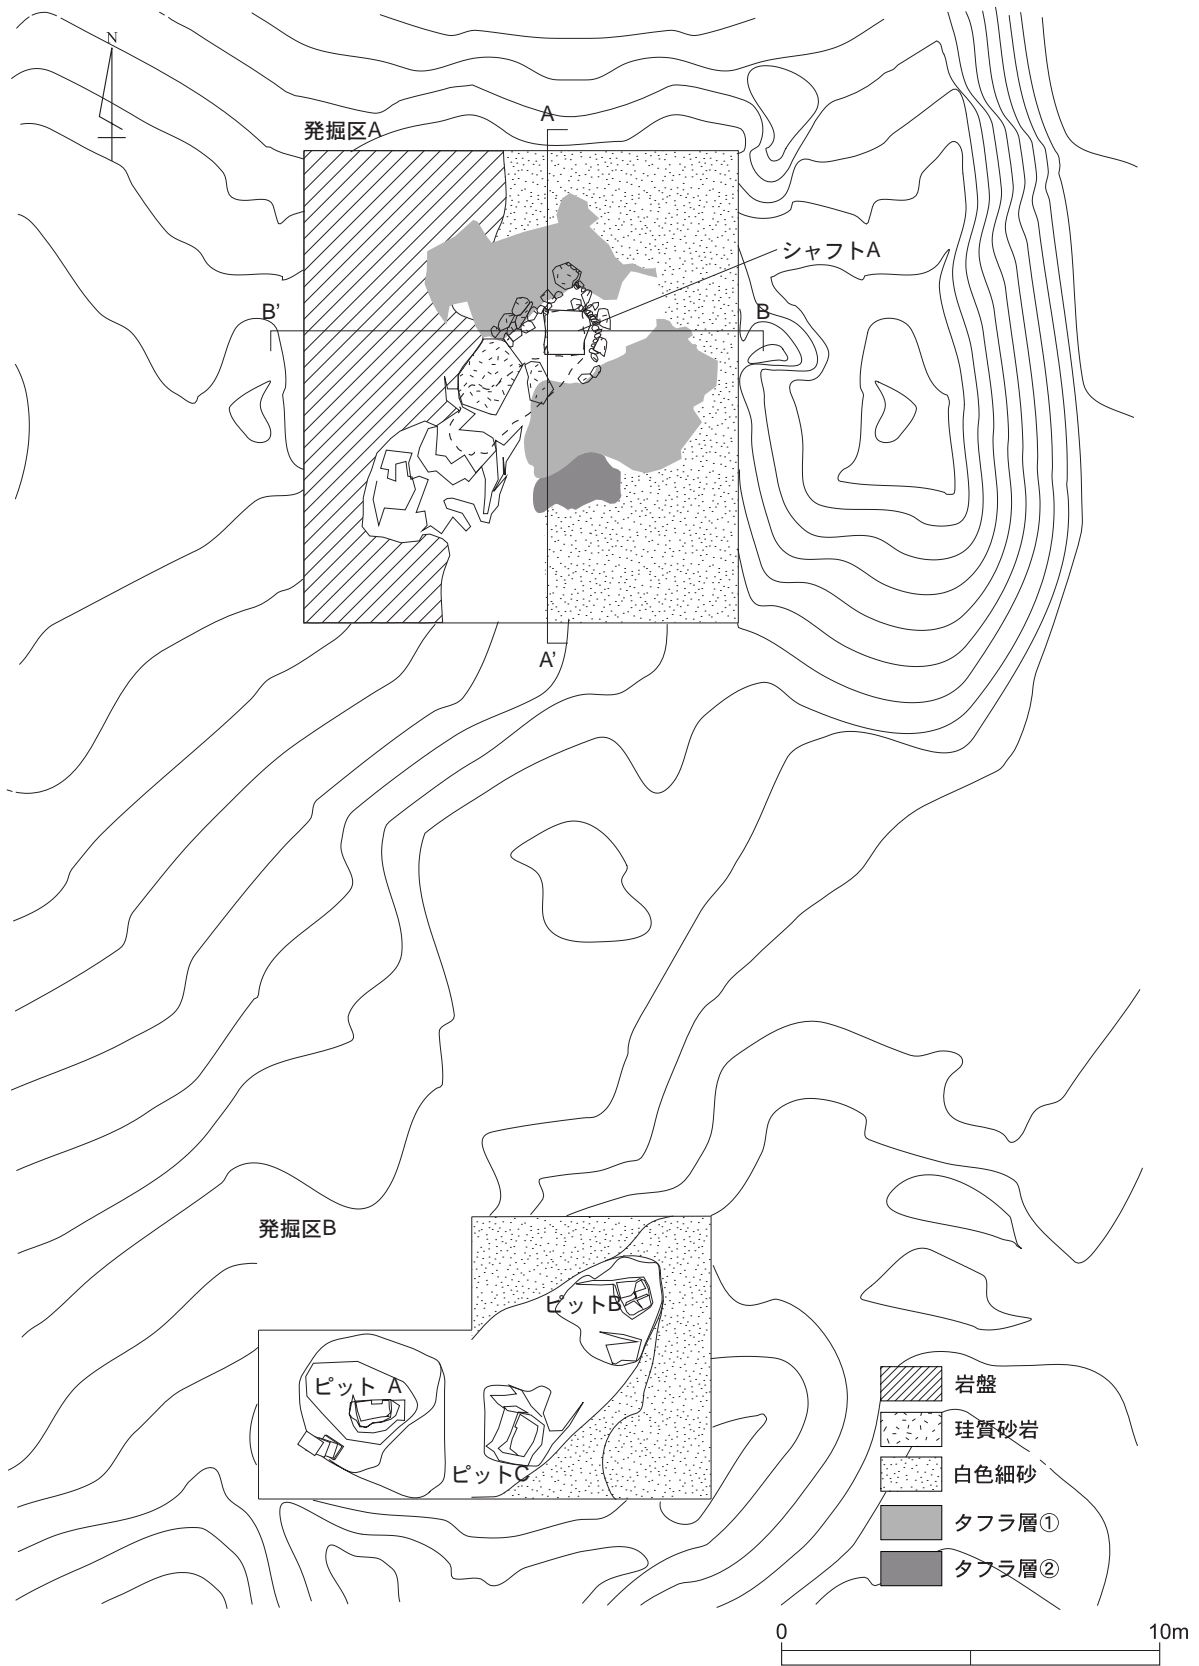 N
発掘区A
A
シャフトA
B'
B
A'
発掘区B
ピットB
ピット A
ピットC
岩盤
珪質砂岩
白色細砂
タフラ層①
タフラ層②
0
10m